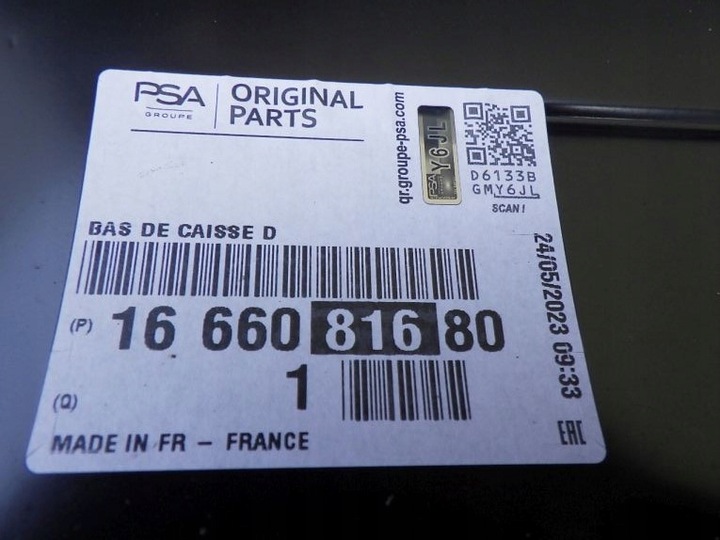 PSA
GROUPE
ORIGINAL
PARTS
qr.groupe-psa.com
PSA Y6JL
D6133B
GMY6JL
SCAN!
BAS DE CAISSE D
(P) 16 660 816 80
(Q) 1
MADE IN FR – FRANCE
24/05/2023 09:33
EAC